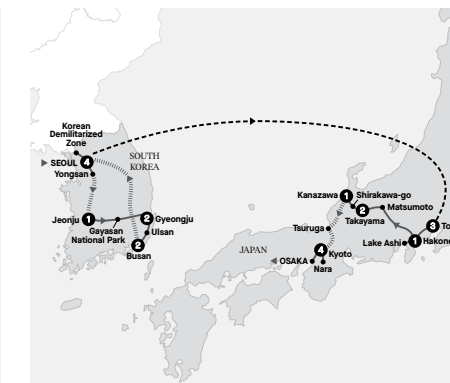 Korean
Demilitarized
Zone
SEOUL
4
Yongsan
SOUTH
KOREA
Jeonju
1
Gayasan
National Park
2
Gyeongju
Ulsan
2
Busan
Kanazawa
1
Shirakawa-go
2
Matsumoto
Takayama
Tsuruga
3
To
Lake Ashi
1
Hakone
JAPAN
4
Kyoto
OSAKA
Nara